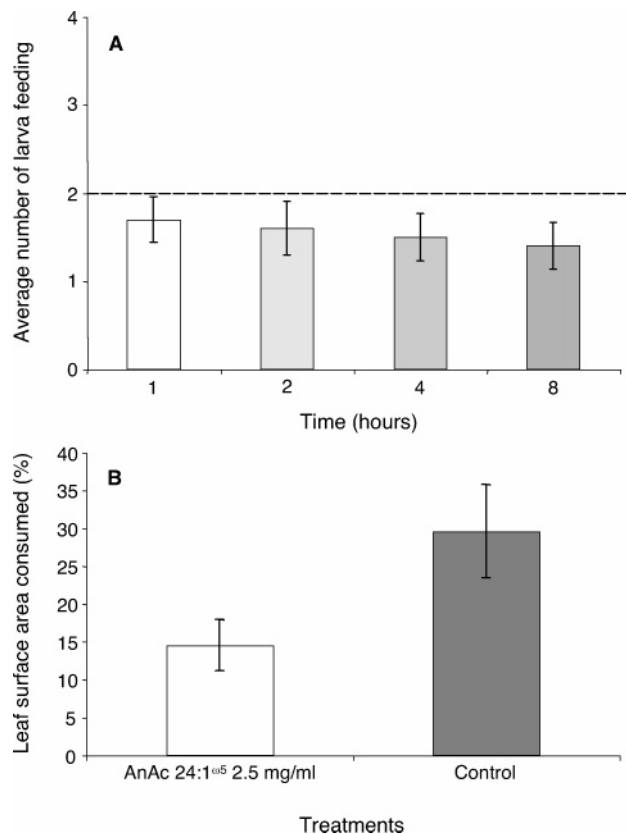 A
Average number of larva feeding
4
3
2
1
0
1 2 4 8
Time (hours)
B
Leaf surface area consumed (%)
40
35
30
25
20
15
10
5
0
AnAc 24:1ω5 2.5 mg/ml Control
Treatments